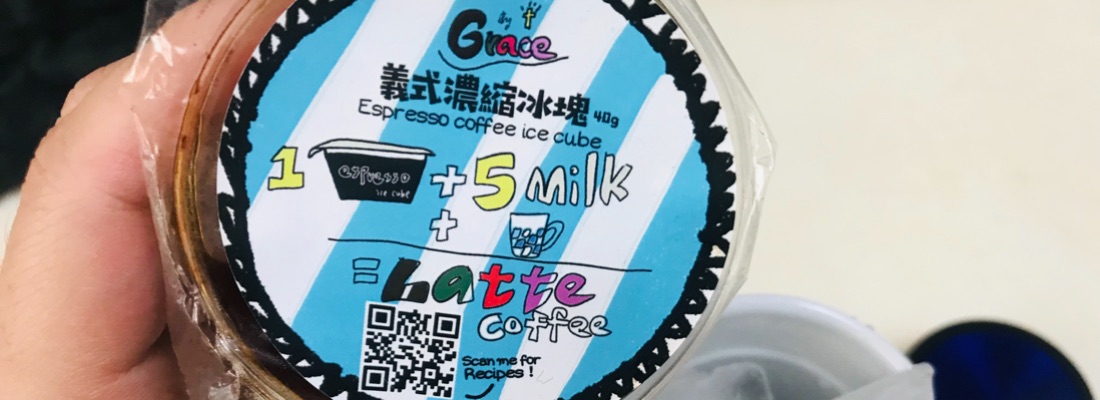 By
Grace
義式濃縮冰塊 40g
Espresso coffee ice cube
1 espresso ice cube + 5 milk
+
= Latte
coffee
Scan me for
Recipes!